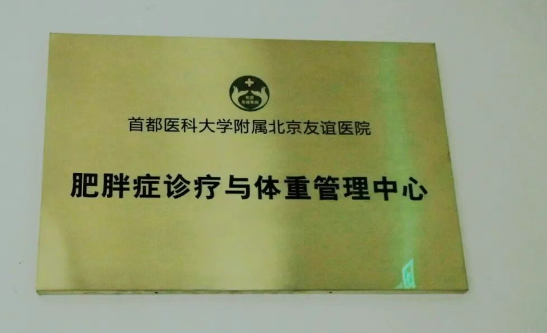 首都医科大学附属北京友谊医院
肥胖症诊疗与体重管理中心